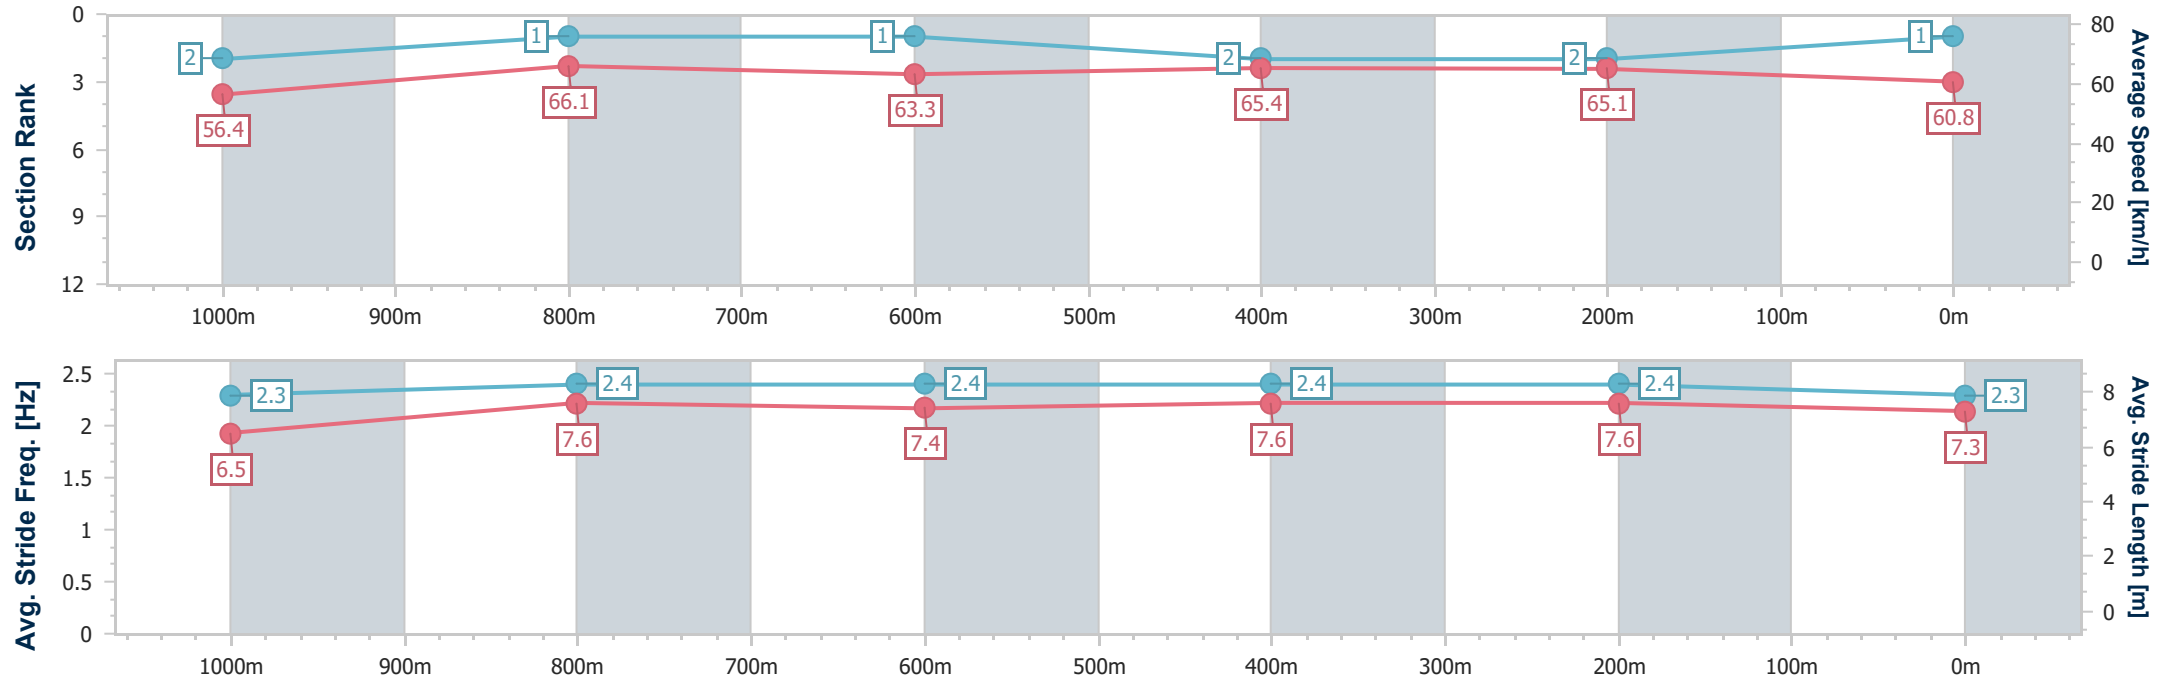 Section Rank
0
3
6
9
12
2
1
1
2
2
1
56.4
66.1
63.3
65.4
65.1
60.8
80
60
40
20
0
Average Speed [km/h]
1000m
900m
800m
700m
600m
500m
400m
300m
200m
100m
0m
Avg. Stride Freq. [Hz]
2.5
2
1.5
1
0.5
0
2.3
2.4
2.4
2.4
2.4
2.3
6.5
7.6
7.4
7.6
7.6
7.3
8
6
4
2
0
Avg. Stride Length [m]
1000m
900m
800m
700m
600m
500m
400m
300m
200m
100m
0m